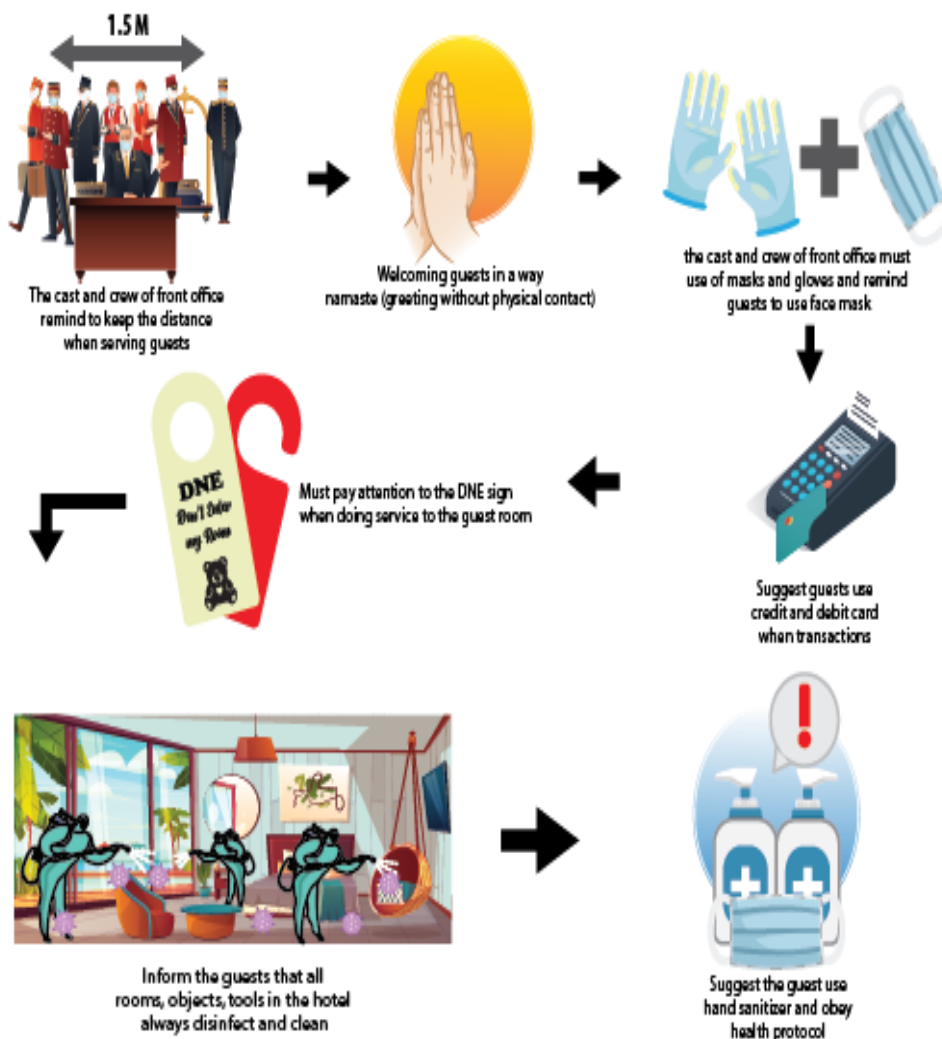 1.5 M
The cast and crew of front office
remind to keep the distance
when serving guests
Welcoming guests in a way
namaste (greeting without physical contact)
the cast and crew of front office must
use of masks and gloves and remind
guests to use face mask
Suggest guests use
credit and debit card
when transactions
DNE
Don't Enter
my Room
Must pay attention to the DNE sign
when doing service to the guest room
Inform the guests that all
rooms, objects, tools in the hotel
always disinfect and clean
Suggest the guest use
hand sanitizer and obey
health protocol